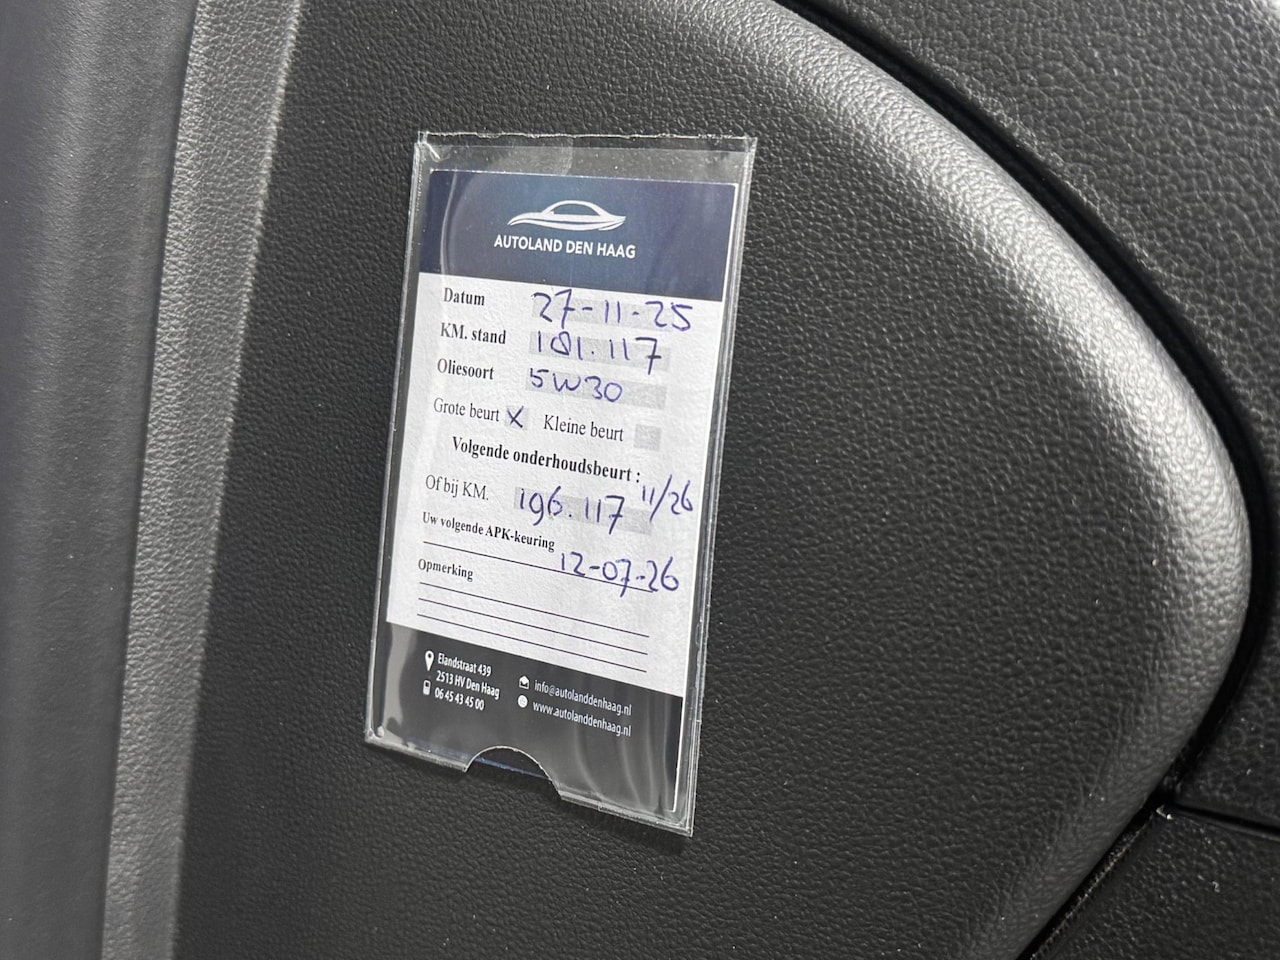 AUTOLAND DEN HAAG
Datum 27-11-25
KM. stand 181.117
Oliesoort 5W30
Grote beurt X Kleine beurt
Volgende onderhoudsbeurt : 11/26
Of bij KM. 196.117
Uw volgende APK-keuring 12-07-26
Opmerking
Elandstraat 439
2513 HV Den Haag
06 45 43 45 00
info@autolanddenhaag.nl
www.autolanddenhaag.nl